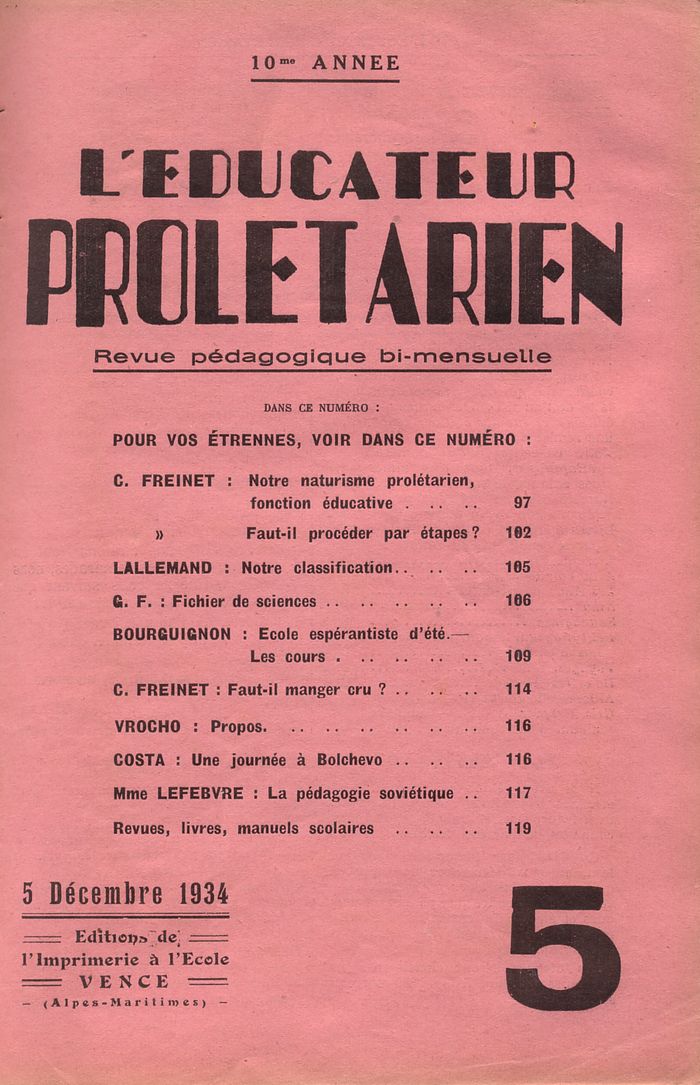 10me ANNEE
L'EDUCATEUR
PROLETARIEN
Revue pédagogique bi-mensuelle
DANS CE NUMÉRO :
POUR VOS ÉTRENNES, VOIR DANS CE NUMÉRO :
C. FREINET : Notre naturisme prolétarien,
fonction éducative . .. .. 97
» Faut-il procéder par étapes ? 102
LALLEMAND : Notre classification.. .. .. 105
G. F. : Fichier de sciences .. .. .. .. .. 106
BOURGUIGNON : Ecole espérantiste d'été.—
Les cours . .. .. .. .. 109
C. FREINET : Faut-il manger cru ? .. .. .. 114
VROCHO : Propos. .. .. .. .. .. .. .. 116
COSTA : Une journée à Bolchevo .. .. .. 116
Mme LEFEBVRE : La pédagogie soviétique .. 117
Revues, livres, manuels scolaires .. .. .. 119
5 Décembre 1934
Editions de
l'Imprimerie à l'Ecole
VENCE
- (Alpes-Maritimes) -
5